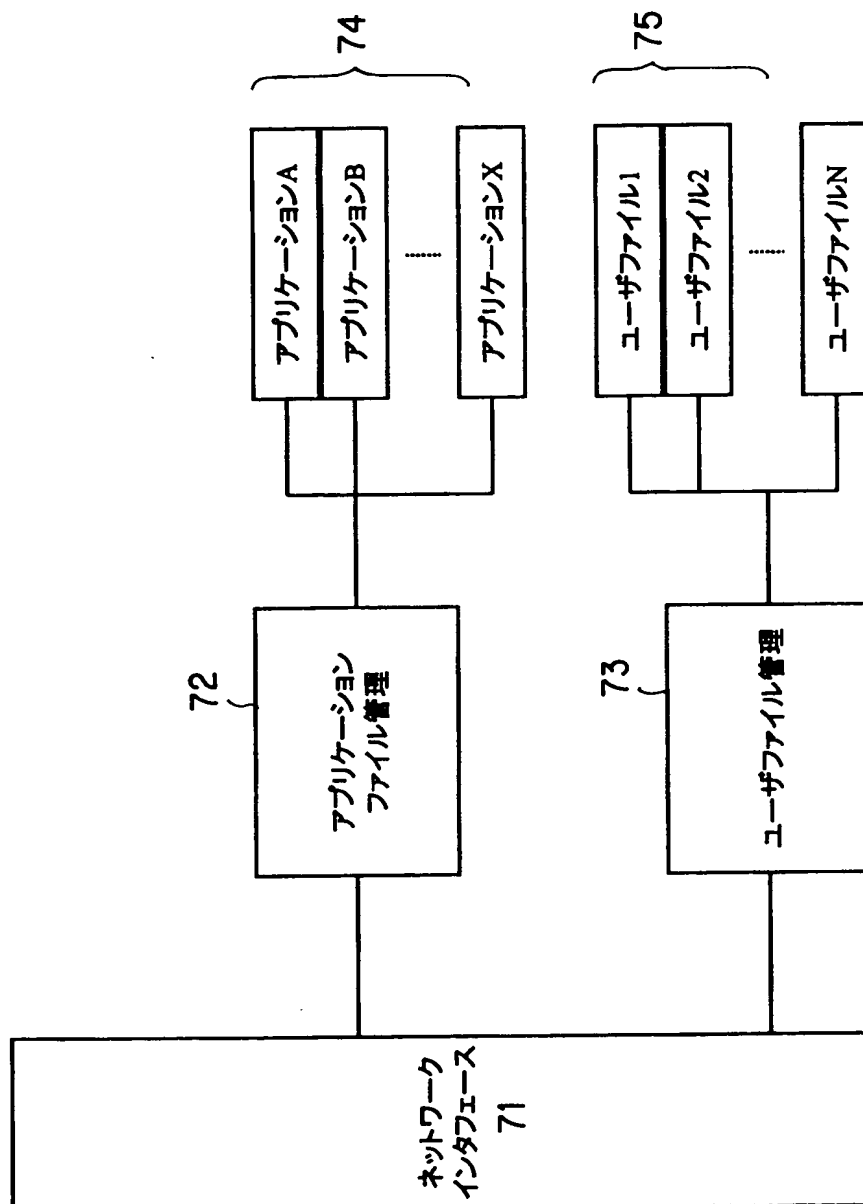 74
アプリケーションA
アプリケーションB
アプリケーションX
72
アプリケーション
ファイル管理
75
ユーザファイル1
ユーザファイル2
ユーザファイルN
73
ユーザファイル管理
ネットワーク
インタフェース
71